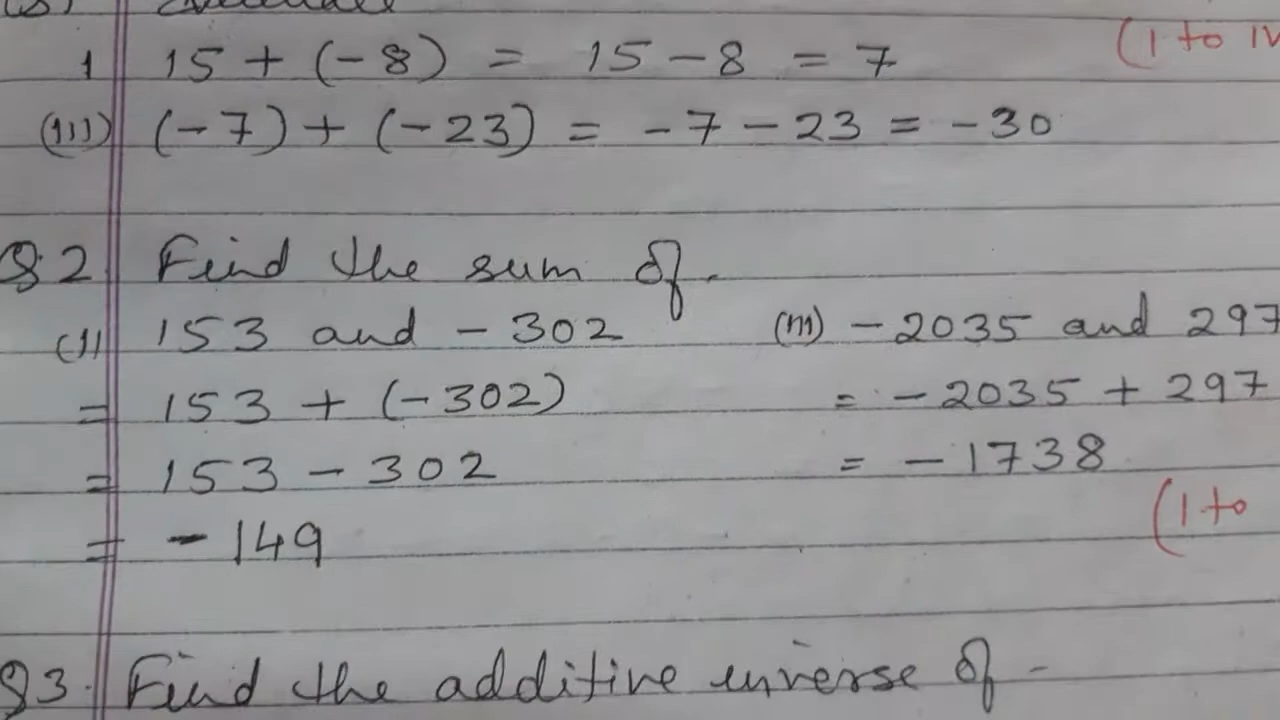 1 15 + (-8) = 15 - 8 = 7 (1 to IV
(III) (-7) + (-23) = -7 - 23 = -30
Q.2 Find the sum of -
(I) 153 and - 302 (III) - 2035 and 297
= 153 + (-302) = - 2035 + 297
= 153 - 302 = - 1738
= - 149 (1 to
Q3. Find the additive inverse of -